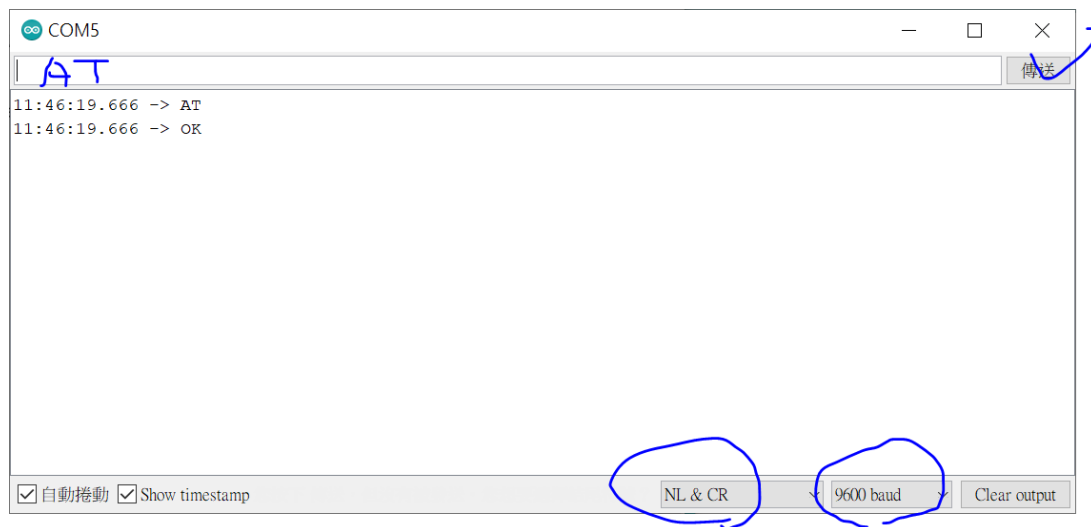 COM5
AT
傳送
11:46:19.666 -> AT
11:46:19.666 -> OK
自動捲動 Show timestamp NL & CR 9600 baud Clear output